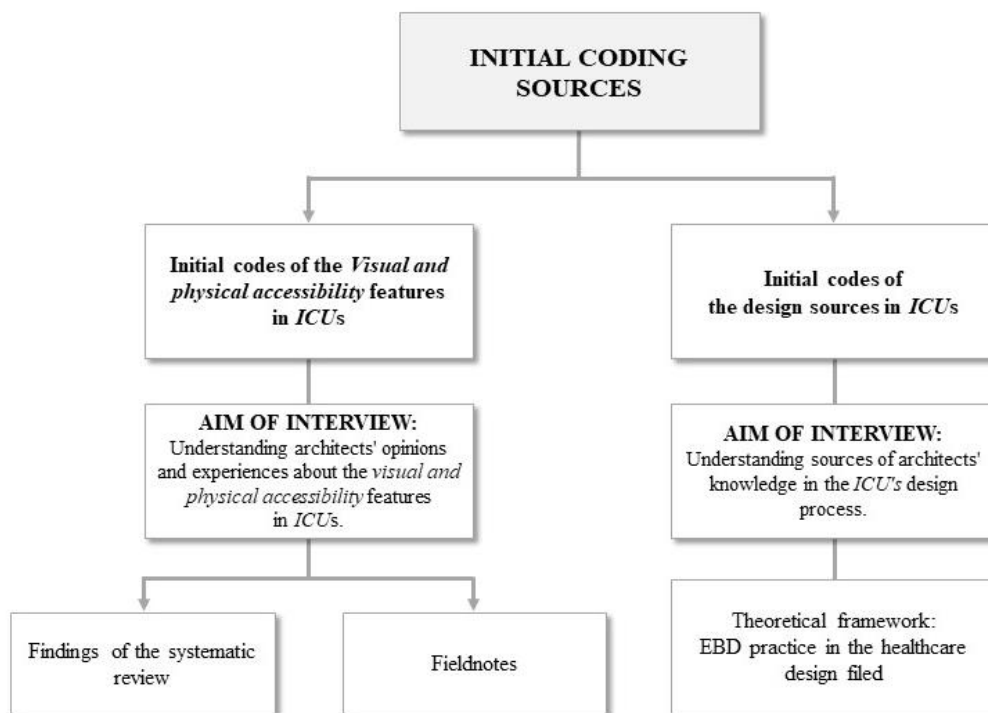 INITIAL CODING
SOURCES
Initial codes of the Visual and
physical accessibility features
in ICUs
Initial codes of
the design sources in ICUs
AIM OF INTERVIEW:
Understanding architects' opinions
and experiences about the visual and
physical accessibility features
in ICUs.
AIM OF INTERVIEW:
Understanding sources of architects'
knowledge in the ICU's design
process.
Findings of the systematic
review
Fieldnotes
Theoretical framework:
EBD practice in the healthcare
design filed